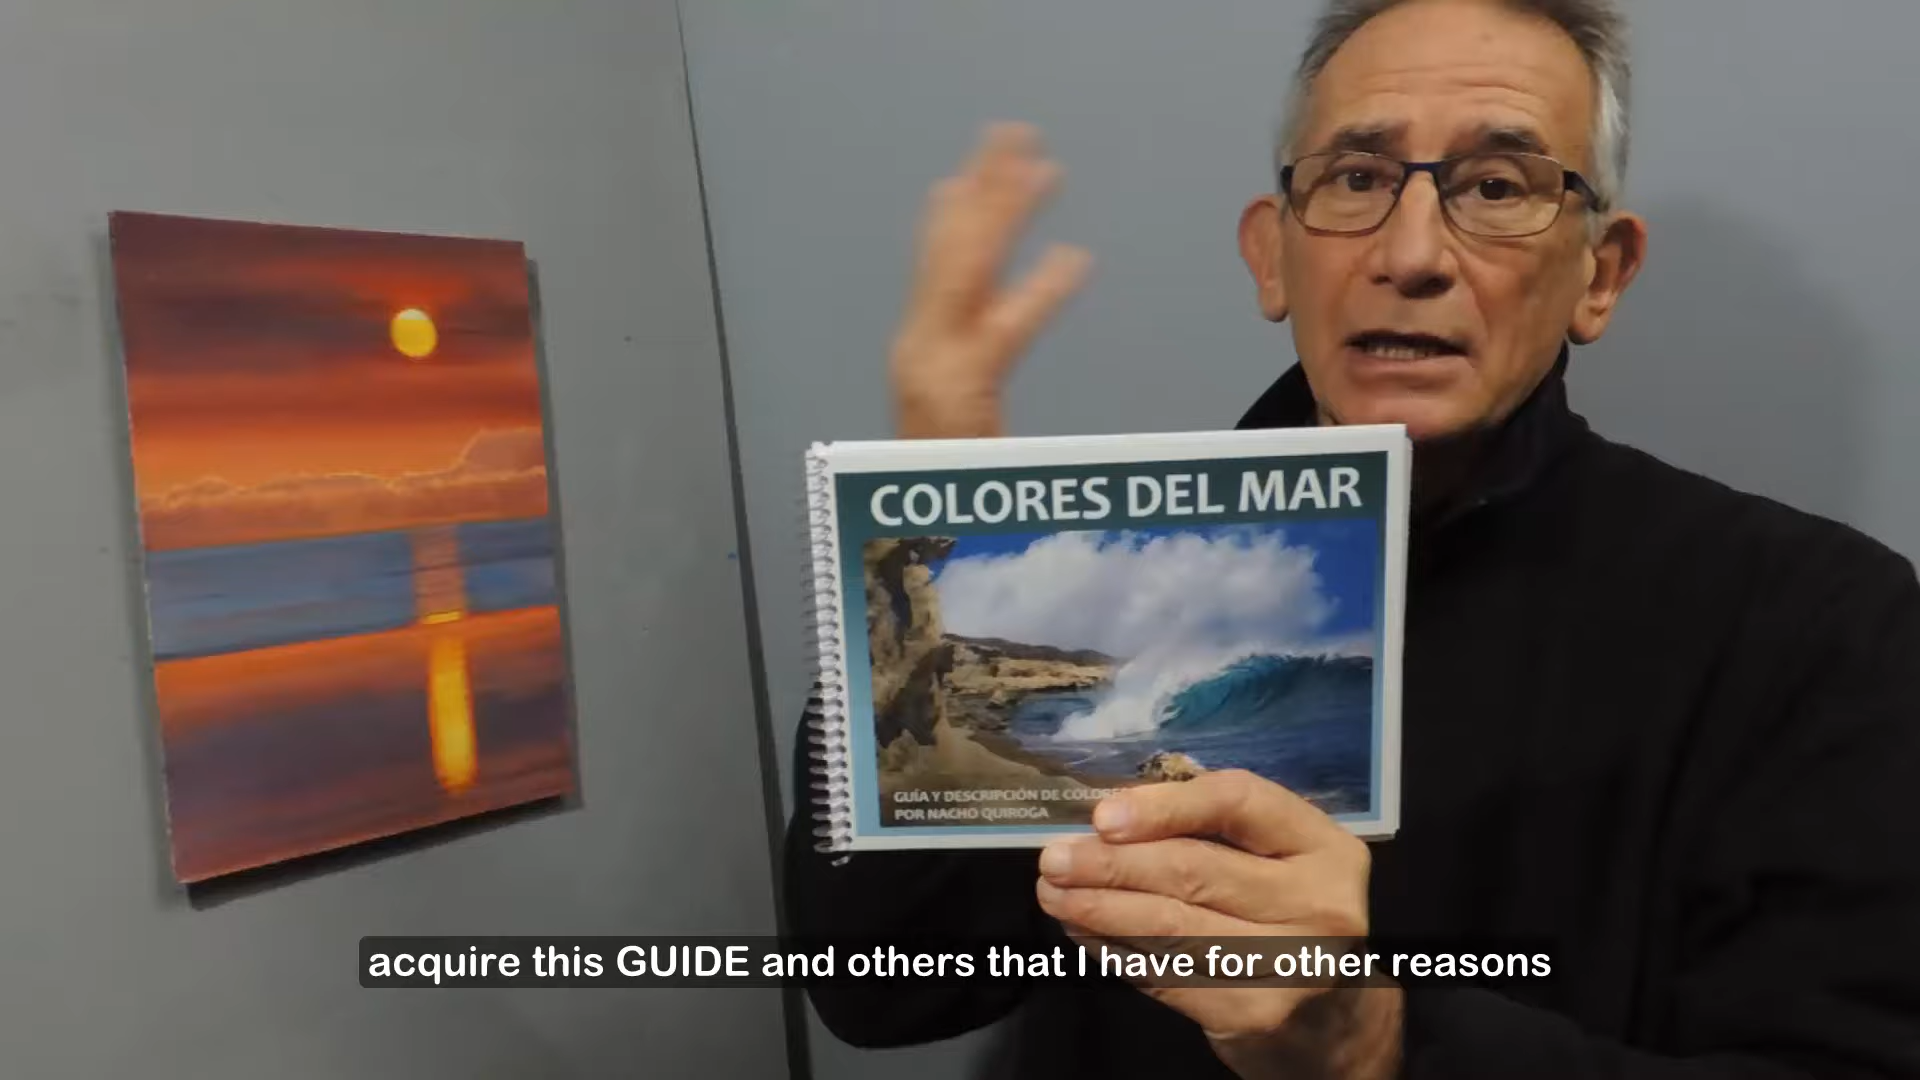 COLORES DEL MAR
GUÍA Y DESCRIPCIÓN DE COLORES
POR NACHO QUIROGA
acquire this GUIDE and others that I have for other reasons